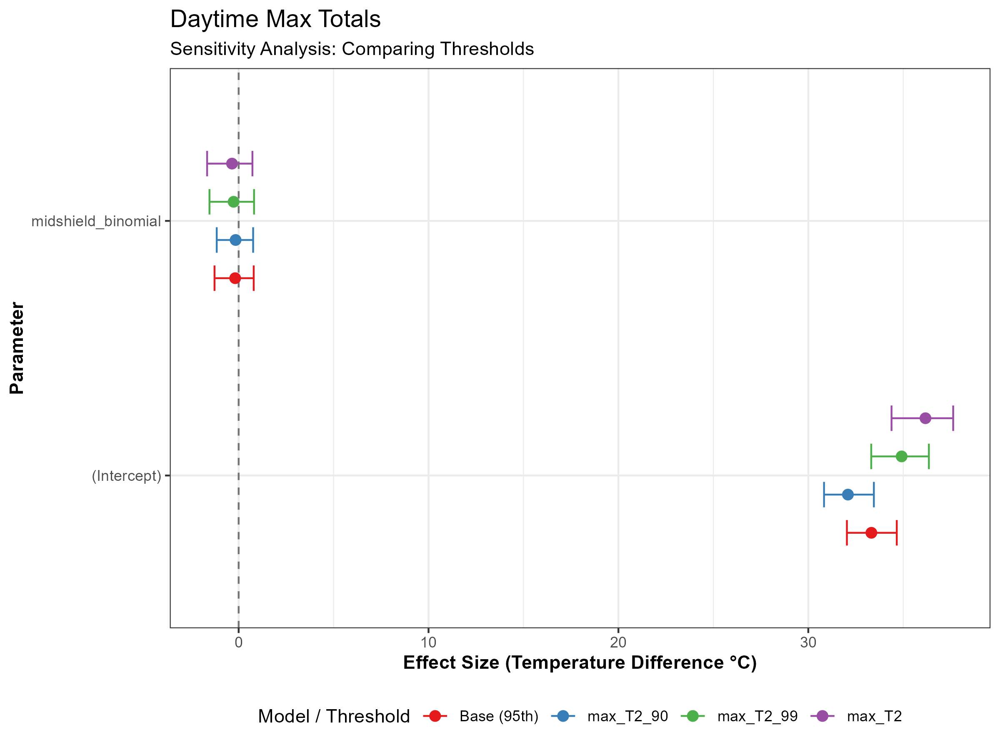 Daytime Max Totals
Sensitivity Analysis: Comparing Thresholds
Parameter
midshield_binomial
(Intercept)
0 10 20 30
Effect Size (Temperature Difference °C)
Model / Threshold Base (95th) max_T2_90 max_T2_99 max_T2